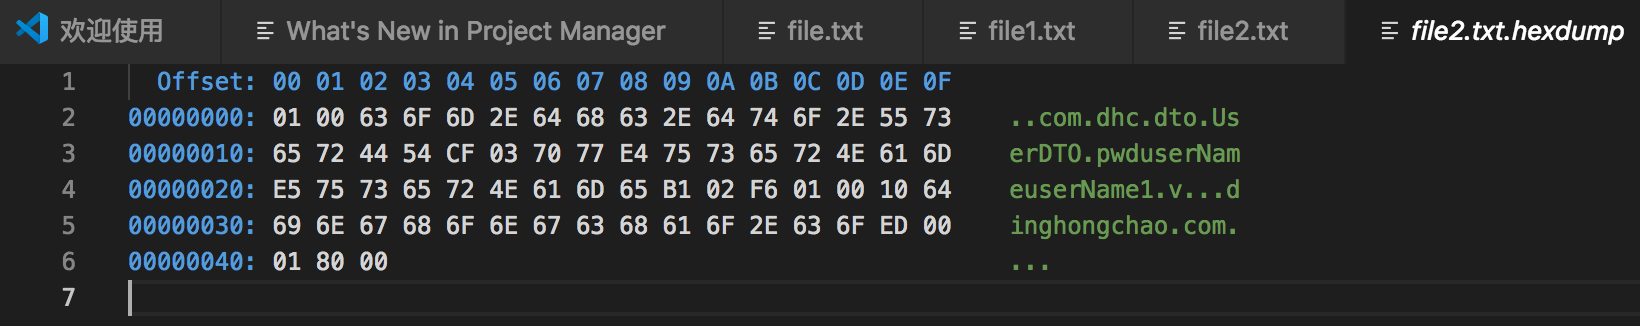 欢迎使用 What's New in Project Manager file.txt file1.txt file2.txt file2.txt.hexdump
1 Offset: 00 01 02 03 04 05 06 07 08 09 0A 0B 0C 0D 0E 0F
2 00000000: 01 00 63 6F 6D 2E 64 68 63 2E 64 74 6F 2E 55 73 ..com.dhc.dto.Us
3 00000010: 65 72 44 54 CF 03 70 77 E4 75 73 65 72 4E 61 6D erDTO.pwduserNam
4 00000020: E5 75 73 65 72 4E 61 6D 65 B1 02 F6 01 00 10 64 euserName1.v...d
5 00000030: 69 6E 67 68 6F 6E 67 63 68 61 6F 2E 63 6F ED 00 inghongchao.com.
6 00000040: 01 80 00 ...
7